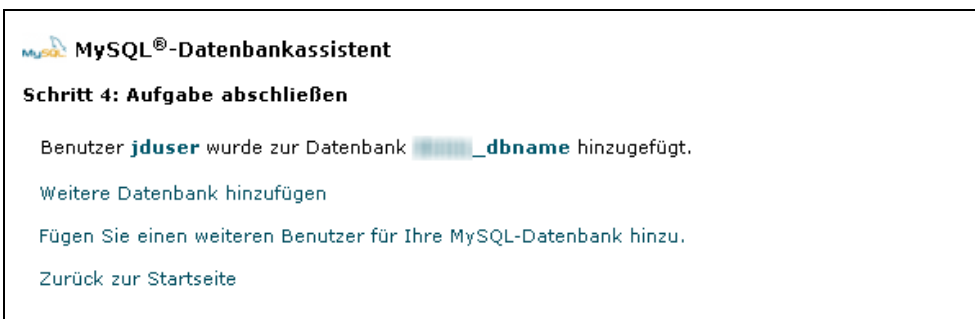 MySQL MySQL®-Datenbankassistent
Schritt 4: Aufgabe abschließen
Benutzer jduser wurde zur Datenbank _dbname hinzugefügt.
Weitere Datenbank hinzufügen
Fügen Sie einen weiteren Benutzer für Ihre MySQL-Datenbank hinzu.
Zurück zur Startseite